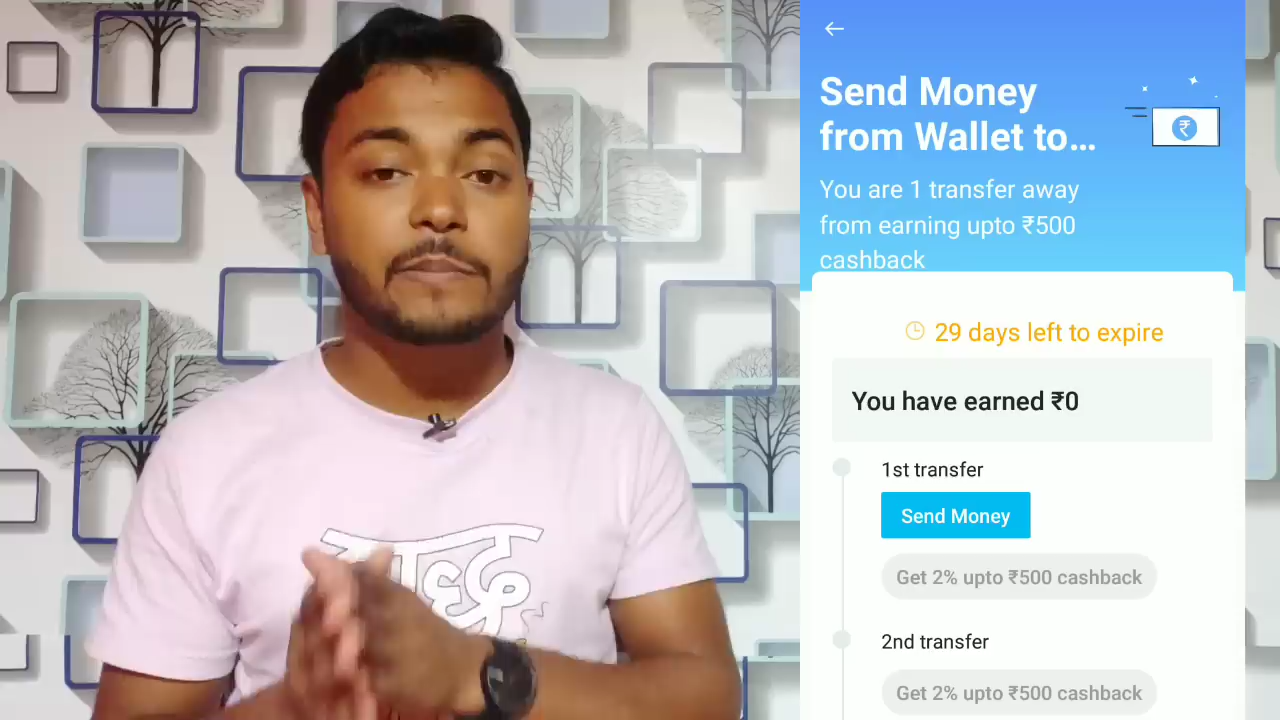 Send Money
from Wallet to...
₹
You are 1 transfer away
from earning upto ₹500
cashback
29 days left to expire
You have earned ₹0
1st transfer
Send Money
Get 2% upto ₹500 cashback
2nd transfer
Get 2% upto ₹500 cashback